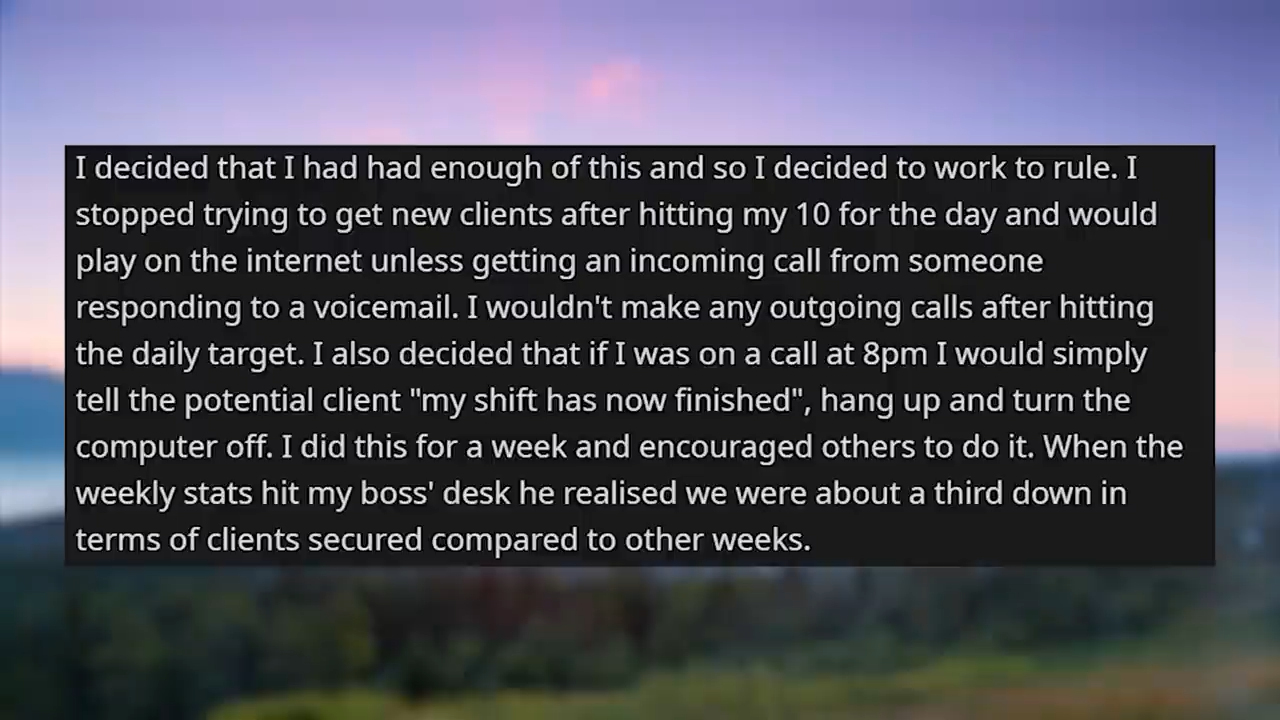 I decided that I had had enough of this and so I decided to work to rule. I
stopped trying to get new clients after hitting my 10 for the day and would
play on the internet unless getting an incoming call from someone
responding to a voicemail. I wouldn't make any outgoing calls after hitting
the daily target. I also decided that if I was on a call at 8pm I would simply
tell the potential client "my shift has now finished", hang up and turn the
computer off. I did this for a week and encouraged others to do it. When the
weekly stats hit my boss' desk he realised we were about a third down in
terms of clients secured compared to other weeks.